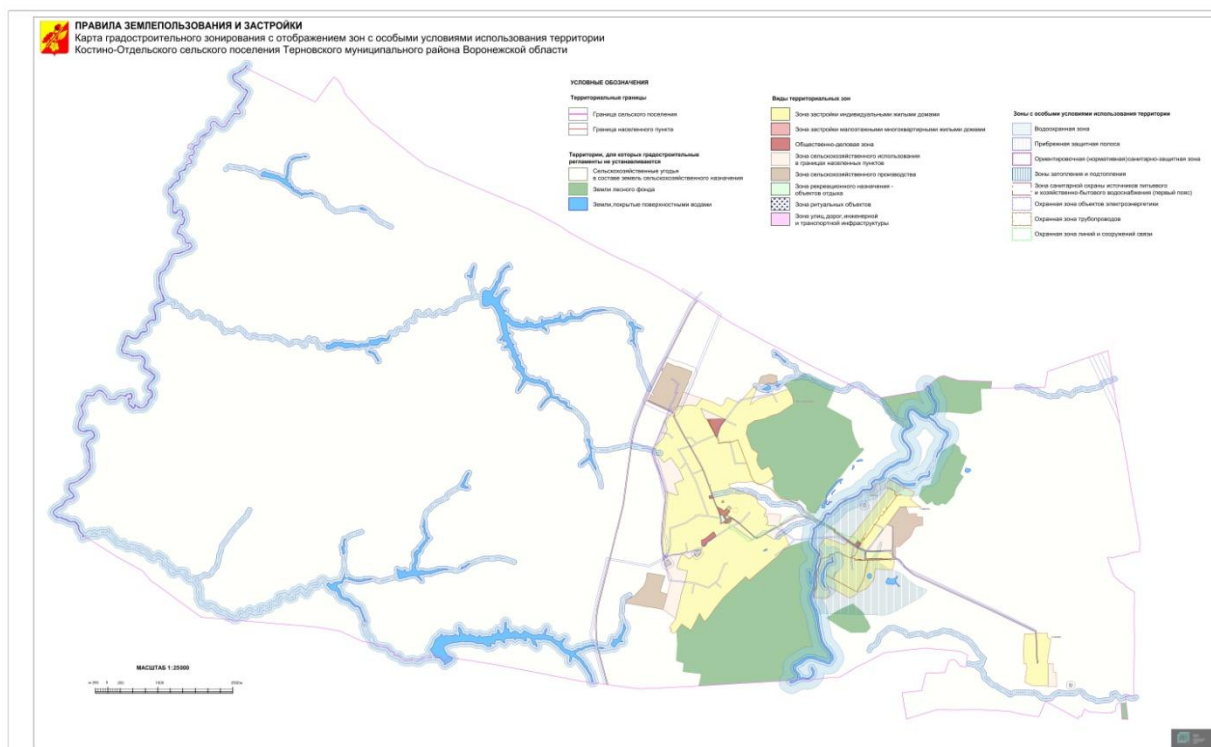 ПРАВИЛА ЗЕМЛЕПОЛЬЗОВАНИЯ И ЗАСТРОЙКИ
Карта градостроительного зонирования с отображением зон с особыми условиями использования территории
Костино-Отдельского сельского поселения Терновского муниципального района Воронежской области
УСЛОВНЫЕ ОБОЗНАЧЕНИЯ
Территориальные границы
Граница сельского поселения
Граница населенного пункта
Территории, для которых градостроительные
регламенты не устанавливаются
Сельскохозяйственные угодья
в составе земель сельскохозяйственного назначения
Земли лесного фонда
Земли, покрытые поверхностными водами
Виды территориальных зон
Зона застройки индивидуальными жилыми домами
Зона застройки малоэтажными многоквартирными жилыми домами
Общественно-деловая зона
Зона сельскохозяйственного использования
в границах населенных пунктов
Зона сельскохозяйственного производства
Зона рекреационного назначения -
объектов отдыха
Зона ритуальных объектов
Зона улиц, дорог, инженерной
и транспортной инфраструктуры
Зоны с особыми условиями использования территории
Водоохранная зона
Прибрежная защитная полоса
Ориентировочная (нормативная)санитарно-защитная зона
Зоны затопления и подтопления
Зона санитарной охраны источников питьевого
и хозяйственно-бытового водоснабжения (первый пояс)
Охранная зона объектов электроэнергетики
Охранная зона трубопроводов
Охранная зона линий и сооружений связи
МАСШТАБ 1:25000